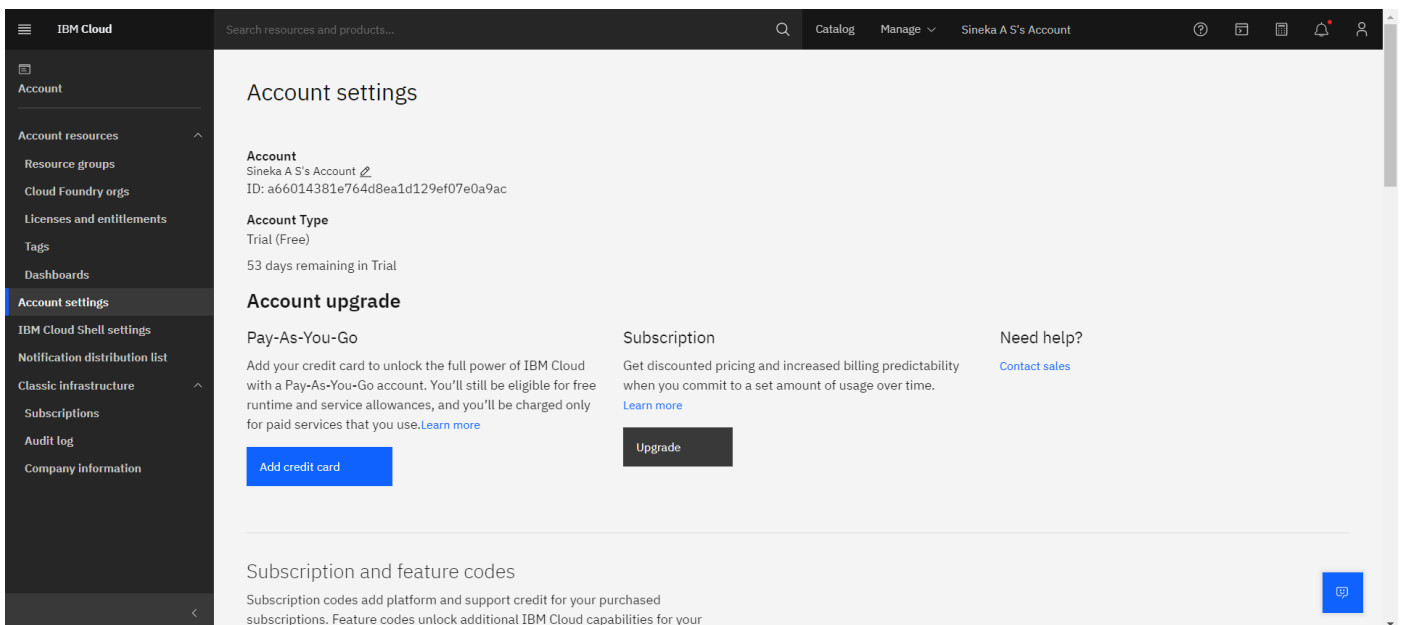 IBM Cloud
Search resources and products...
Catalog
Manage
Sineka A S's Account
Account
Account resources
Resource groups
Cloud Foundry orgs
Licenses and entitlements
Tags
Dashboards
Account settings
IBM Cloud Shell settings
Notification distribution list
Classic infrastructure
Subscriptions
Audit log
Company information
Account settings
Account
Sineka A S's Account
ID: a66014381e764d8ea1d129ef07e0a9ac
Account Type
Trial (Free)
53 days remaining in Trial
Account upgrade
Pay-As-You-Go
Add your credit card to unlock the full power of IBM Cloud
with a Pay-As-You-Go account. You’ll still be eligible for free
runtime and service allowances, and you’ll be charged only
for paid services that you use.Learn more
Add credit card
Subscription
Get discounted pricing and increased billing predictability
when you commit to a set amount of usage over time.
Learn more
Upgrade
Need help?
Contact sales
Subscription and feature codes
Subscription codes add platform and support credit for your purchased
subscriptions. Feature codes unlock additional IBM Cloud capabilities for your